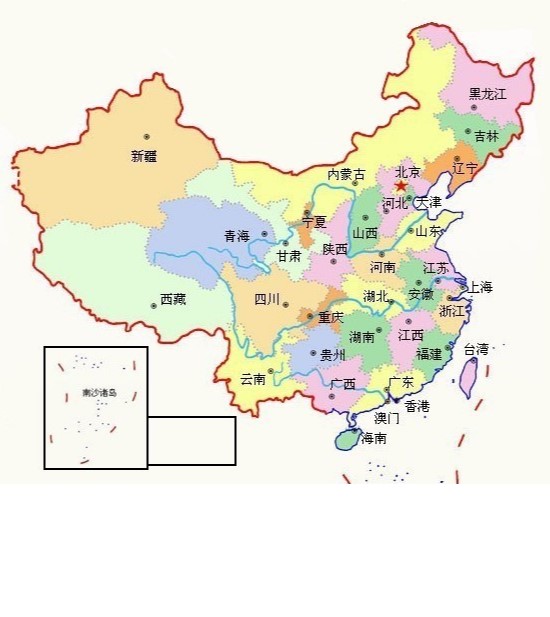 黑龙江
吉林
辽宁
新疆
内蒙古
北京
天津
河北
宁夏
山东
青海
山西
甘肃
陕西
河南
江苏
西藏
四川
湖北
安徽
上海
浙江
重庆
湖南
江西
贵州
福建
台湾
云南
广西
广东
香港
澳门
海南
南沙诸岛